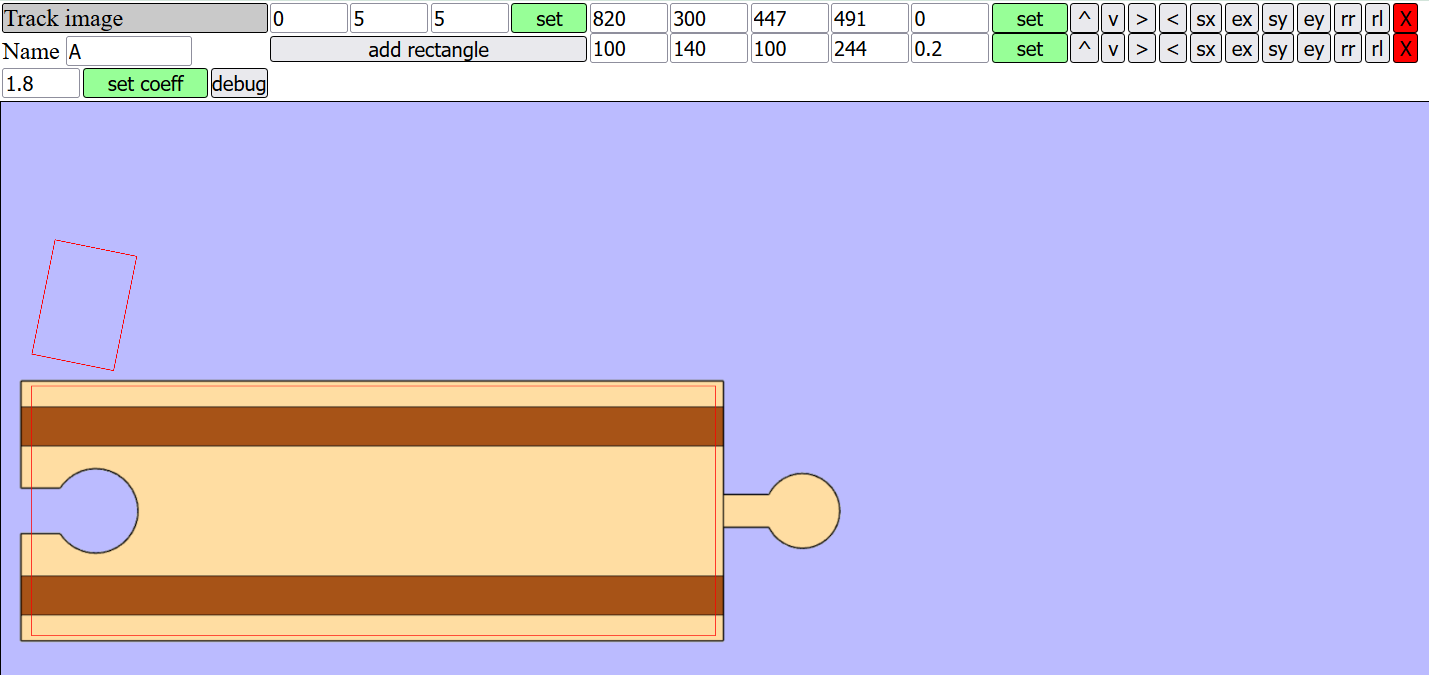 Track image 0 5 5 set 820 300 447 491 0 set ^ v > < sx ex sy ey rr rl X
Name A add rectangle 100 140 100 244 0.2 set ^ v > < sx ex sy ey rr rl X
1.8 set coeff debug